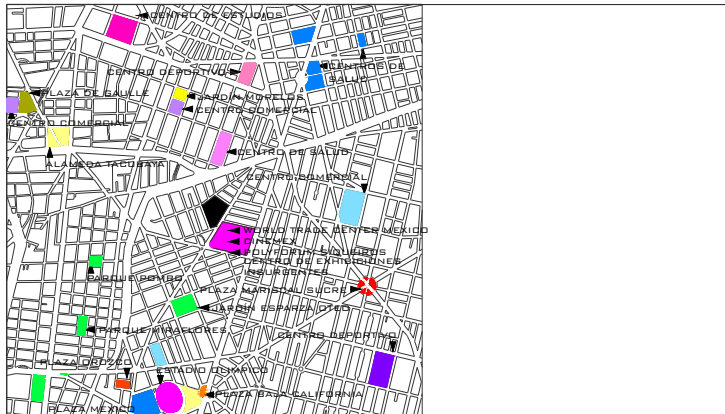 CENTRO DE ESTUDIOS
CENTRO DEPORTIVO
CENTROS DE
SALUD
PLAZA DE GAULLE
JARDIN MORELOS
CENTRO COMERCIAL
CENTRO COMERCIAL
CENTRO DE SALUD
ALAMEDA TACUBAYA
CENTRO COMERCIAL
WORLD TRADE CENTER MEXICO
CINEMEX
POLYFORUM SIQUEIROS
CENTRO DE EXHIBICIONES
INSURGENTES
PARQUE POMBO
PLAZA MARISCAL SUCRE
JARDIN ESPARZA OTEO
PARQUE MIRAFLORES
CENTRO DEPORTIVO
PLAZA OROZCO
ESTADIO OLIMPICO
PLAZA BAJA CALIFORNIA
PLAZA MEXICO